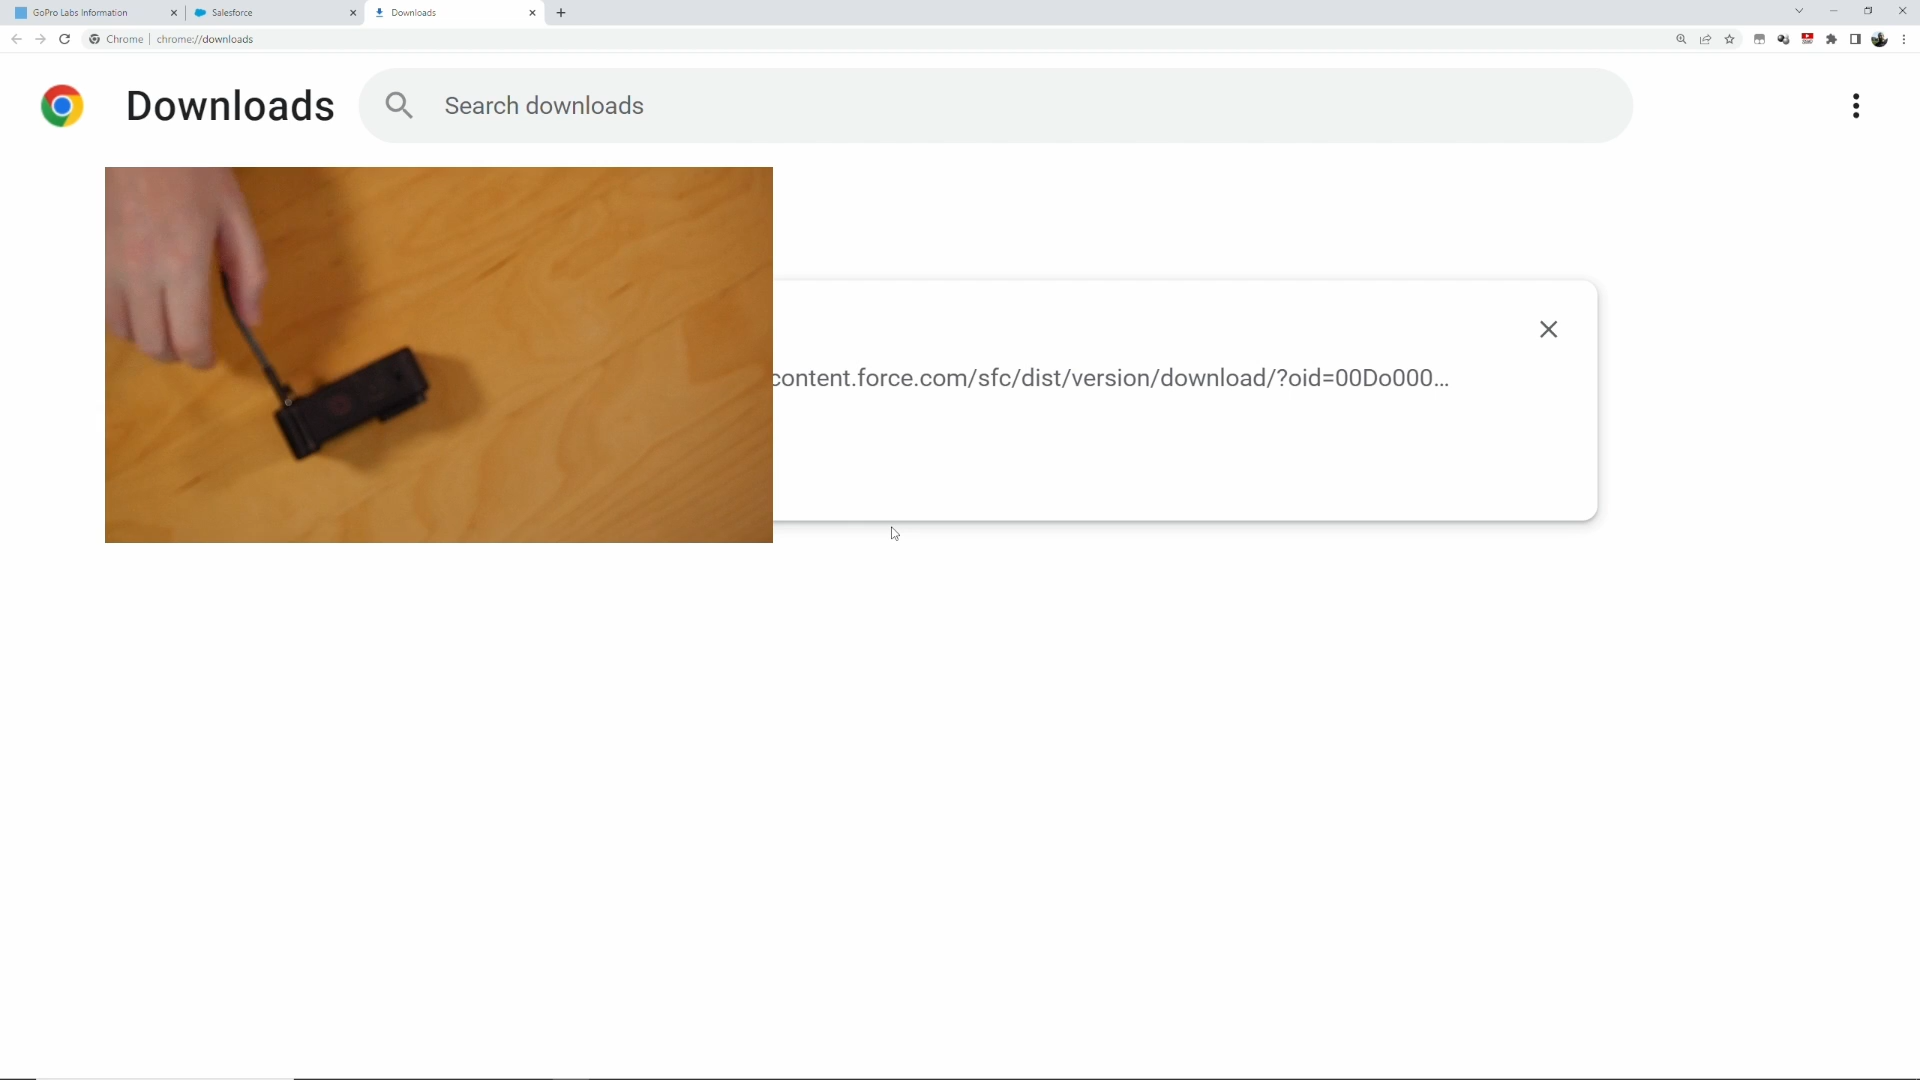 GoPro Labs Information
Salesforce
Downloads
Chrome
chrome://downloads
Downloads
Search downloads
content.force.com/sfc/dist/version/download/?oid=00Do000...